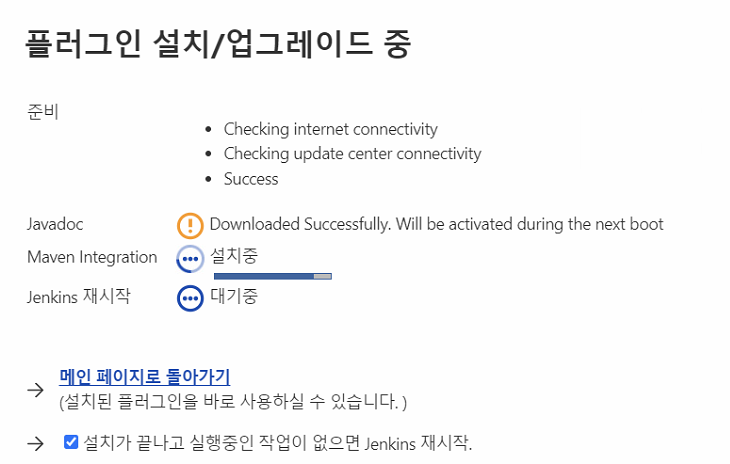 플러그인 설치/업그레이드 중
준비
Checking internet connectivity
Checking update center connectivity
Success
Javadoc Downloaded Successfully. Will be activated during the next boot
Maven Integration 설치중
Jenkins 재시작 대기중
메인 페이지로 돌아가기
(설치된 플러그인을 바로 사용하실 수 있습니다. )
설치가 끝나고 실행중인 작업이 없으면 Jenkins 재시작.